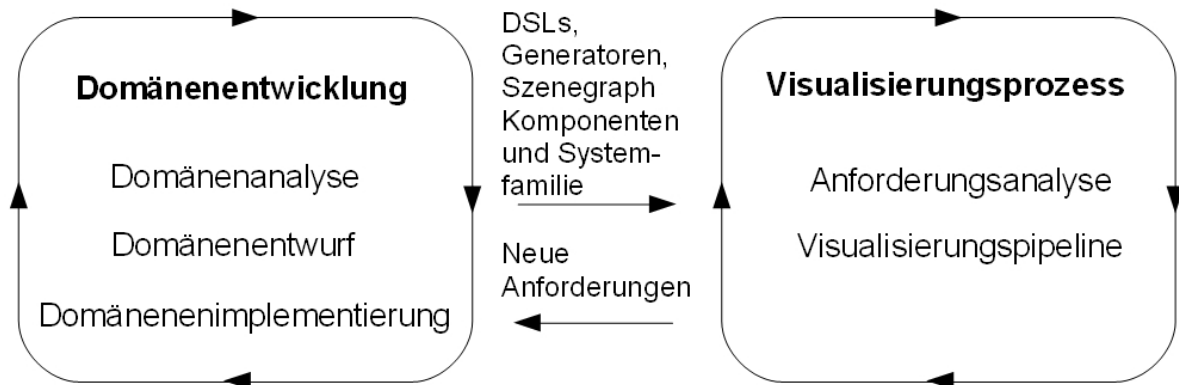 Domänenentwicklung
Domänenanalyse
Domänenentwurf
Domänenenimplementierung
DSLs,
Generatoren,
Szenegraph
Komponenten
und System-
familie
Neue
Anforderungen
Visualisierungsprozess
Anforderungsanalyse
Visualisierungspipeline